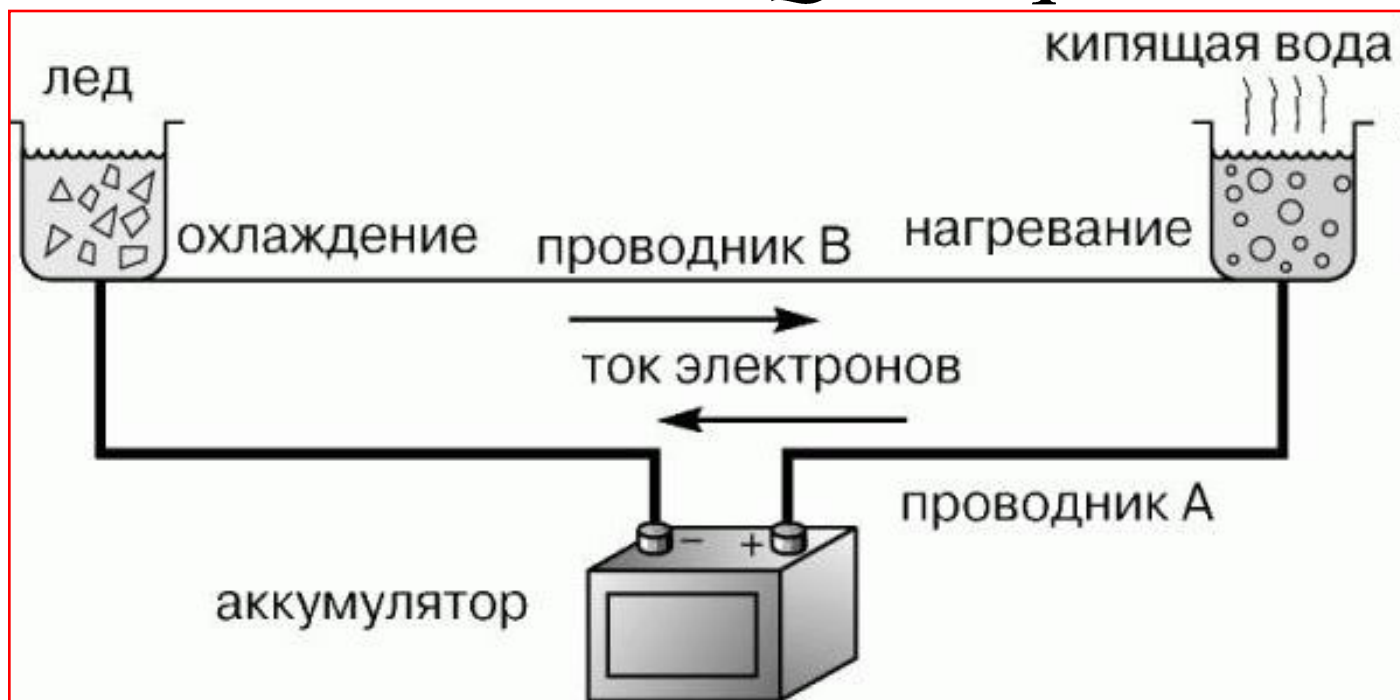 кипящая вода
лед
охлаждение
проводник В
нагревание
ток электронов
− +
проводник А
аккумулятор